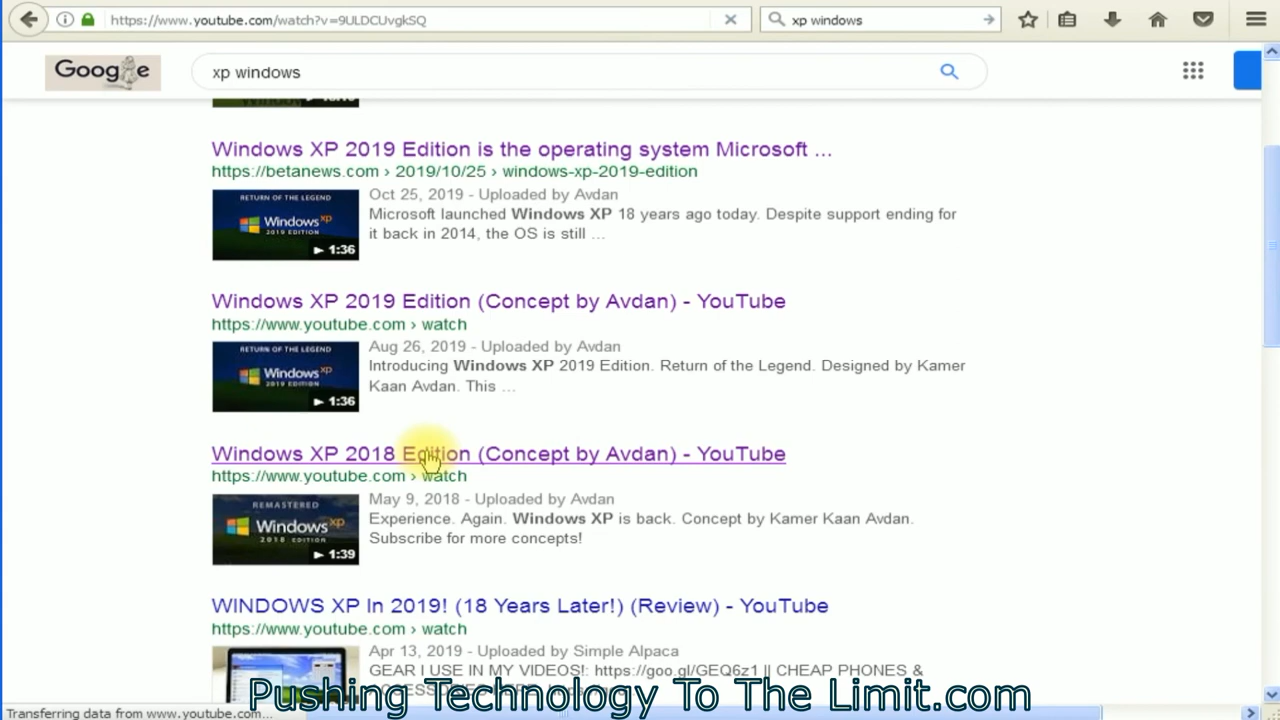 https://www.youtube.com/watch?v=9ULDCUvgkSQ
xp windows
Google
xp windows
Windows XP 2019 Edition is the operating system Microsoft ...
https://betanews.com › 2019/10/25 › windows-xp-2019-edition
RETURN OF THE LEGEND
Windows xp
2019 EDITION
1:36
Oct 25, 2019 - Uploaded by Avdan
Microsoft launched Windows XP 18 years ago today. Despite support ending for
it back in 2014, the OS is still ...
Windows XP 2019 Edition (Concept by Avdan) - YouTube
https://www.youtube.com › watch
RETURN OF THE LEGEND
Windows xp
2019 EDITION
1:36
Aug 26, 2019 - Uploaded by Avdan
Introducing Windows XP 2019 Edition. Return of the Legend. Designed by Kamer
Kaan Avdan. This ...
Windows XP 2018 Edition (Concept by Avdan) - YouTube
https://www.youtube.com › watch
REMASTERED
Windows xp
2018 EDITION
1:39
May 9, 2018 - Uploaded by Avdan
Experience. Again. Windows XP is back. Concept by Kamer Kaan Avdan.
Subscribe for more concepts!
WINDOWS XP In 2019! (18 Years Later!) (Review) - YouTube
https://www.youtube.com › watch
Apr 13, 2019 - Uploaded by Simple Alpaca
GEAR I USE IN MY VIDEOS!: https://goo.gl/GEQ6z1 || CHEAP PHONES &
Pushing Technology To The Limit.com
Transferring data from www.youtube.com...